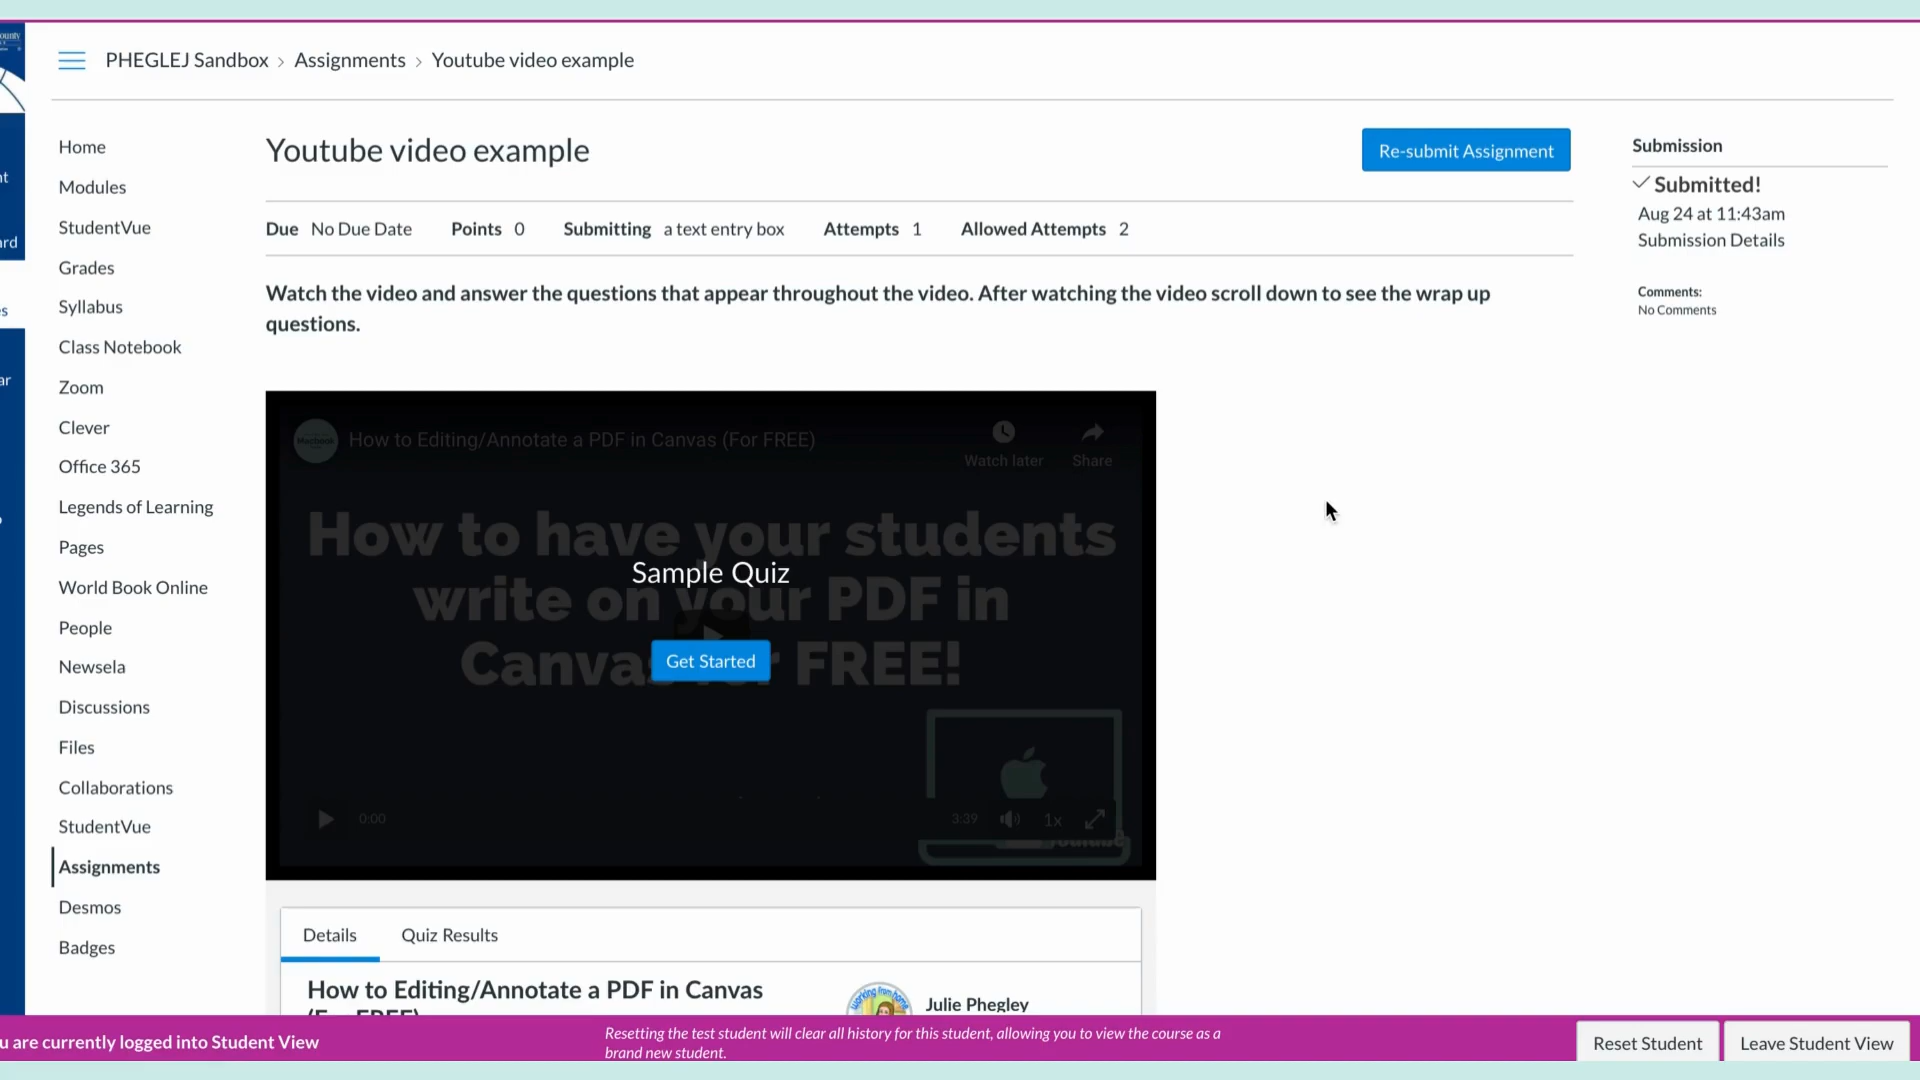 ounty
PHEGLEJ Sandbox › Assignments › Youtube video example
Home
Modules
StudentVue
Grades
Syllabus
Class Notebook
Zoom
Clever
Office 365
Legends of Learning
Pages
World Book Online
People
Newsela
Discussions
Files
Collaborations
StudentVue
Assignments
Desmos
Badges
Youtube video example
Re-submit Assignment
Due No Due Date Points 0 Submitting a text entry box Attempts 1 Allowed Attempts 2
Watch the video and answer the questions that appear throughout the video. After watching the video scroll down to see the wrap up
questions.
How to Editing/Annotate a PDF in Canvas (For FREE)
Watch later Share
How to have your students
Sample Quiz
write on your PDF in
Canvas FREE!
Get Started
0:00 3:39 1x
Details Quiz Results
How to Editing/Annotate a PDF in Canvas
(For FREE)
working from home
Julie Phegley
Submission
Submitted!
Aug 24 at 11:43am
Submission Details
Comments:
No Comments
u are currently logged into Student View
Resetting the test student will clear all history for this student, allowing you to view the course as a
brand new student.
Reset Student Leave Student View